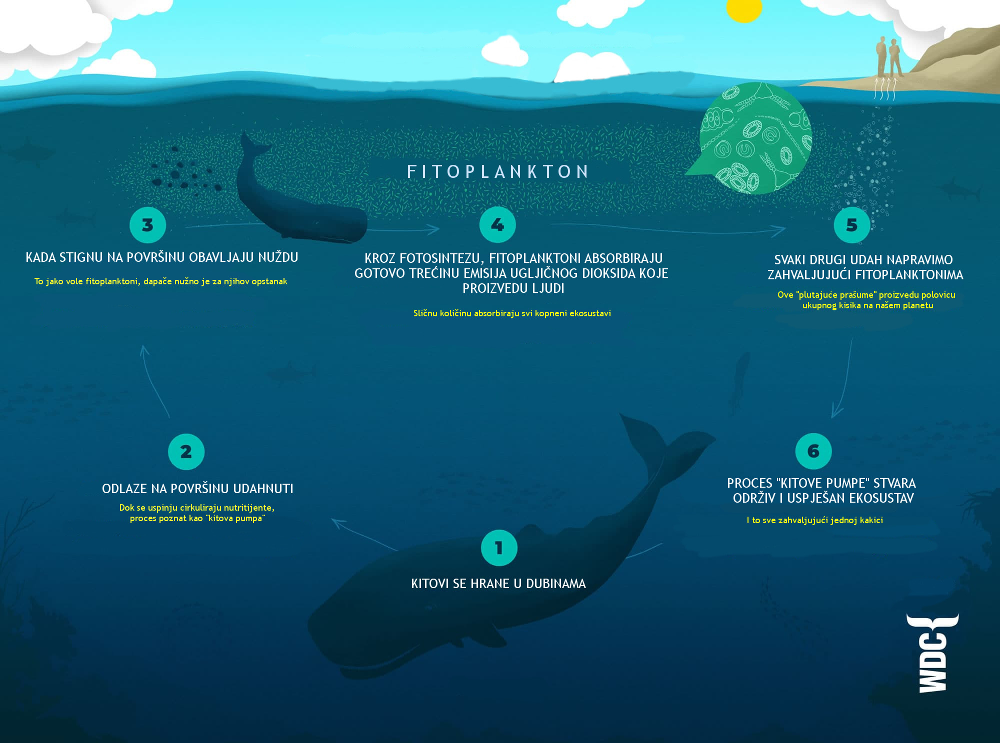 FITOPLANKTON
1
KITOVI SE HRANE U DUBINAMA
2
ODLAZE NA POVRŠINU UDAHNUTI
Dok se uspinju cirkuliraju nutritijente,
proces poznat kao "kitova pumpa"
3
KADA STIGNU NA POVRŠINU OBAVLJAJU NUŽDU
To jako vole fitoplanktoni, dapače nužno je za njihov opstanak
4
KROZ FOTOSINTEZU, FITOPLANKTONI ABSORBIRAJU
GOTOVO TREĆINU EMISIJA UGLJIČNOG DIOKSIDA KOJE
PROIZVEDU LJUDI
Sličnu količinu absorbiraju svi kopneni ekosustavi
5
SVAKI DRUGI UDAH NAPRAVIMO
ZAHVALJUJUĆI FITOPLANKTONIMA
Ove "plutajuće prašume" proizvedu polovicu
ukupnog kisika na našem planetu
6
PROCES "KITOVE PUMPE" STVARA
ODRŽIV I USPJEŠAN EKOSUSTAV
I to sve zahvaljujući jednoj kakici
WDC